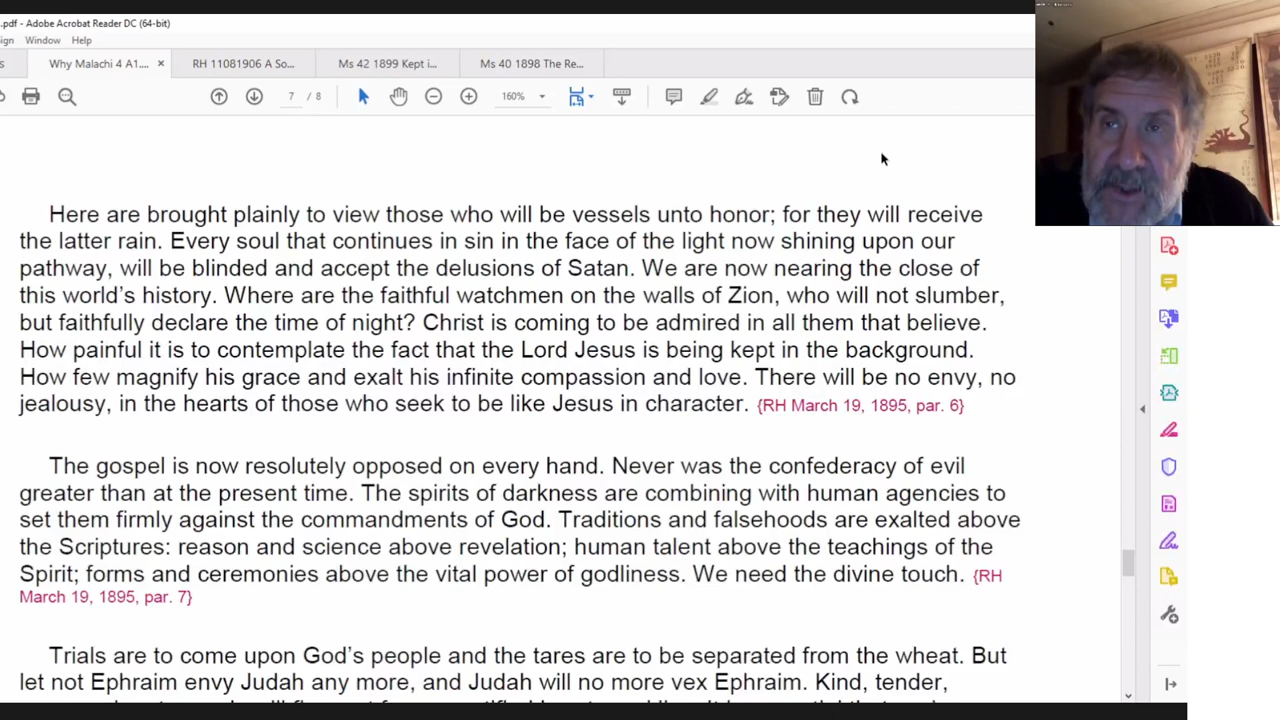 .pdf - Adobe Acrobat Reader DC (64-bit)
Window Help
Why Malachi 4 A1.... × RH 11081906 A So... Ms 42 1899 Kept i... Ms 40 1898 The Re...
7 / 8 160%
Here are brought plainly to view those who will be vessels unto honor; for they will receive
the latter rain. Every soul that continues in sin in the face of the light now shining upon our
pathway, will be blinded and accept the delusions of Satan. We are now nearing the close of
this world's history. Where are the faithful watchmen on the walls of Zion, who will not slumber,
but faithfully declare the time of night? Christ is coming to be admired in all them that believe.
How painful it is to contemplate the fact that the Lord Jesus is being kept in the background.
How few magnify his grace and exalt his infinite compassion and love. There will be no envy, no
jealousy, in the hearts of those who seek to be like Jesus in character. {RH March 19, 1895, par. 6}
The gospel is now resolutely opposed on every hand. Never was the confederacy of evil
greater than at the present time. The spirits of darkness are combining with human agencies to
set them firmly against the commandments of God. Traditions and falsehoods are exalted above
the Scriptures: reason and science above revelation; human talent above the teachings of the
Spirit; forms and ceremonies above the vital power of godliness. We need the divine touch. {RH
March 19, 1895, par. 7}
Trials are to come upon God's people and the tares are to be separated from the wheat. But
let not Ephraim envy Judah any more, and Judah will no more vex Ephraim. Kind, tender,